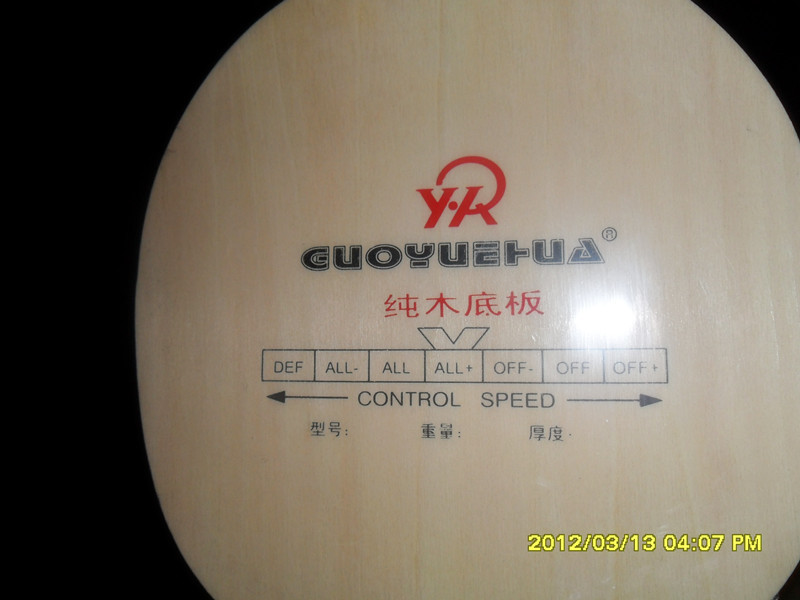 Y.R
GUOYUEHUA®
纯木底板
DEF ALL- ALL ALL+ OFF- OFF OFF+
CONTROL SPEED
型号: 重量: 厚度:
2012/03/13 04:07 PM